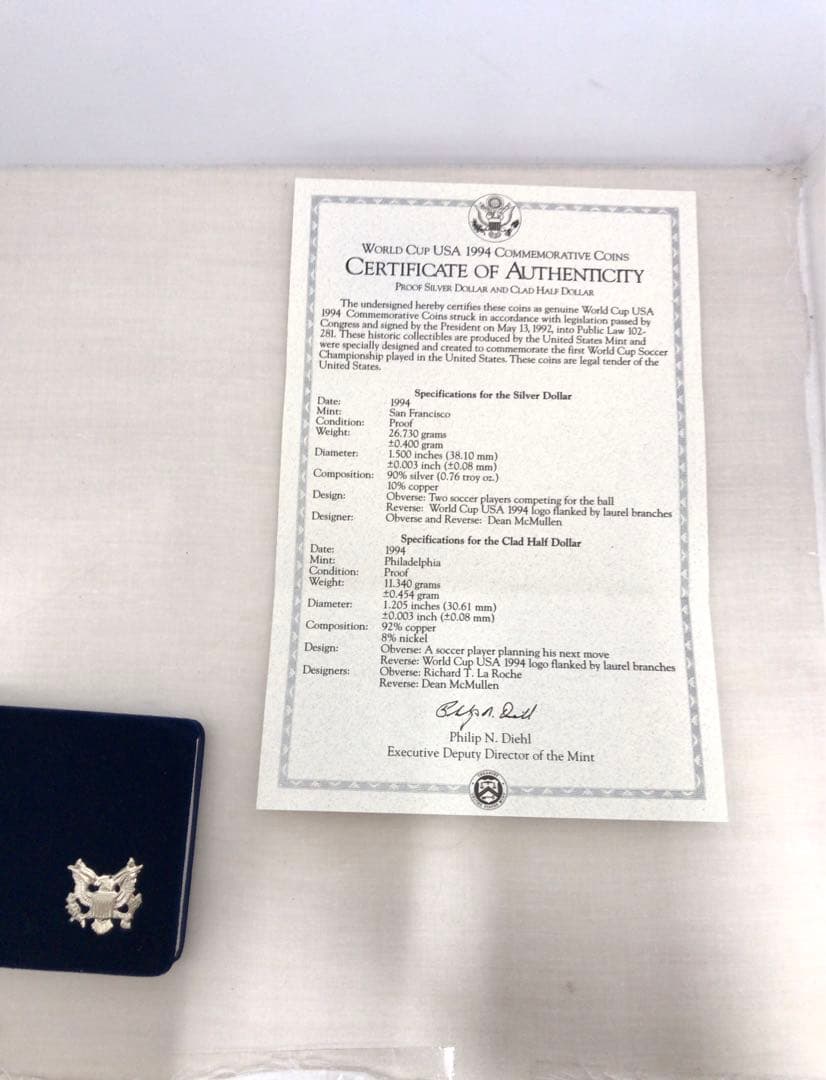 World Cup USA 1994 Commemorative Coins
Certificate of Authenticity
Proof Silver Dollar and Clad Half Dollar
The undersigned hereby certifies these coins as genuine World Cup USA
1994 Commemorative Coins struck in accordance with legislation passed by
Congress and signed by the President on May 13, 1992, into Public Law 102-
281. These historic collectibles are produced by the United States Mint and
were specially designed and created to commemorate the first World Cup Soccer
Championship played in the United States. These coins are legal tender of the
United States.
Specifications for the Silver Dollar
Date: 1994
Mint: San Francisco
Condition: Proof
Weight: 26.730 grams
±0.400 gram
Diameter: 1.500 inches (38.10 mm)
±0.003 inch (±0.08 mm)
Composition: 90% silver (0.76 troy oz.)
10% copper
Design: Obverse: Two soccer players competing for the ball
Reverse: World Cup USA 1994 logo flanked by laurel branches
Designer: Obverse and Reverse: Dean McMullen
Specifications for the Clad Half Dollar
Date: 1994
Mint: Philadelphia
Condition: Proof
Weight: 11.340 grams
±0.454 gram
Diameter: 1.205 inches (30.61 mm)
±0.003 inch (±0.08 mm)
Composition: 92% copper
8% nickel
Design: Obverse: A soccer player planning his next move
Reverse: World Cup USA 1994 logo flanked by laurel branches
Designers: Obverse: Richard T. La Roche
Reverse: Dean McMullen
Philip N. Diehl
Executive Deputy Director of the Mint